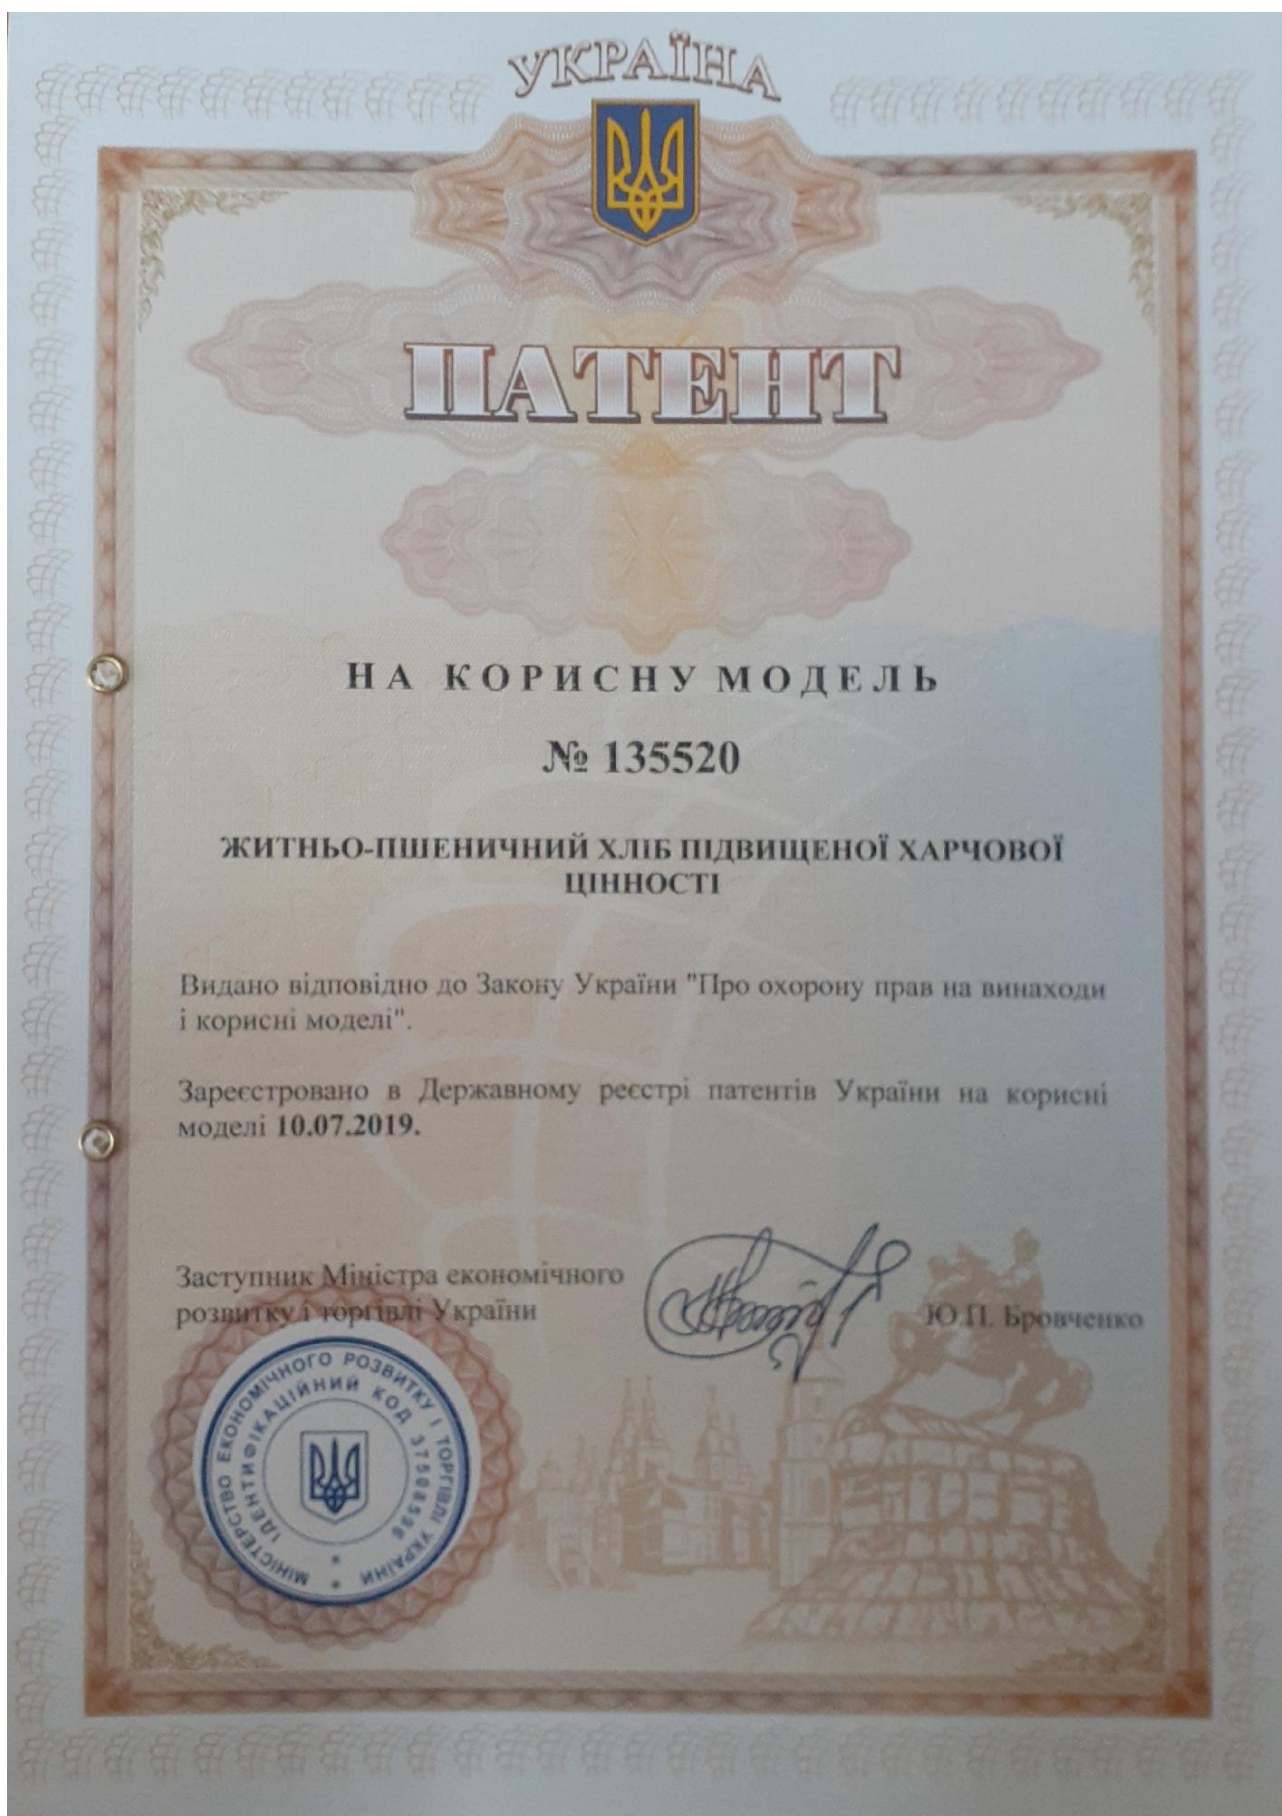 УКРАЇНА
ПАТЕНТ
НА КОРИСНУ МОДЕЛЬ
№ 135520
ЖИТНЬО-ПШЕНИЧНИЙ ХЛІБ ПІДВИЩЕНОЇ ХАРЧОВОЇ
ЦІННОСТІ
Видано відповідно до Закону України "Про охорону прав на винаходи
і корисні моделі".
Зареєстровано в Державному реєстрі патентів України на корисні
моделі 10.07.2019.
Заступник Міністра економічного
розвитку і торгівлі України
Ю.П. Бровченко
МІНІСТЕРСТВО ЕКОНОМІЧНОГО РОЗВИТКУ І ТОРГІВЛІ УКРАЇНИ *
ІДЕНТИФІКАЦІЙНИЙ КОД 37508596 *